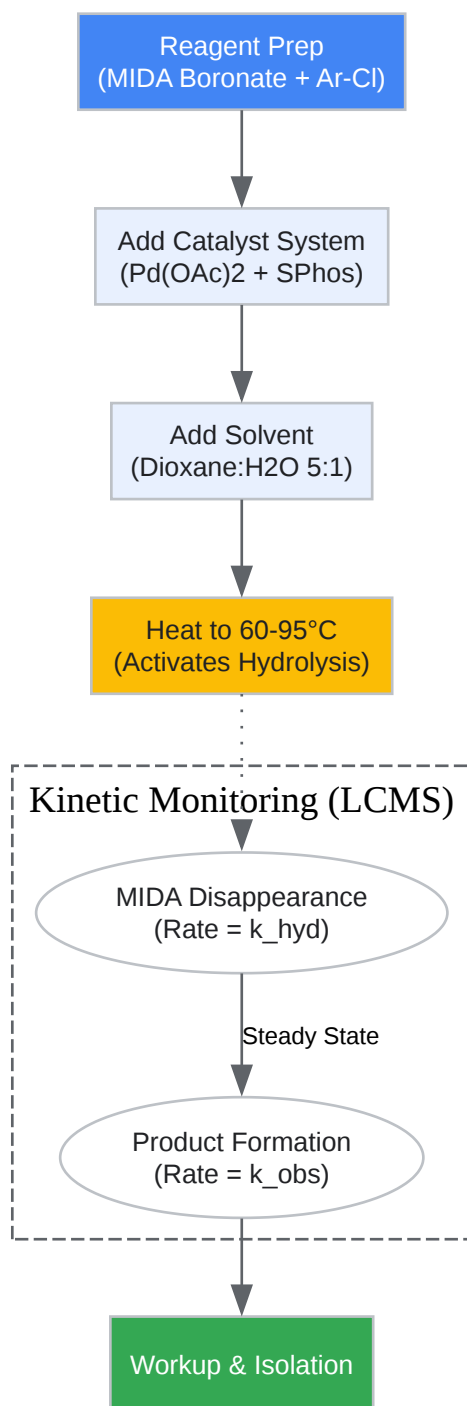 Reagent Prep
(MIDA Boronate + Ar-Cl)
Add Catalyst System
(Pd(OAc)2 + SPhos)
Add Solvent
(Dioxane:H2O 5:1)
Heat to 60-95°C
(Activates Hydrolysis)
Kinetic Monitoring (LCMS)
MIDA Disappearance
(Rate = k_hyd)
Steady State
Product Formation
(Rate = k_obs)
Workup & Isolation